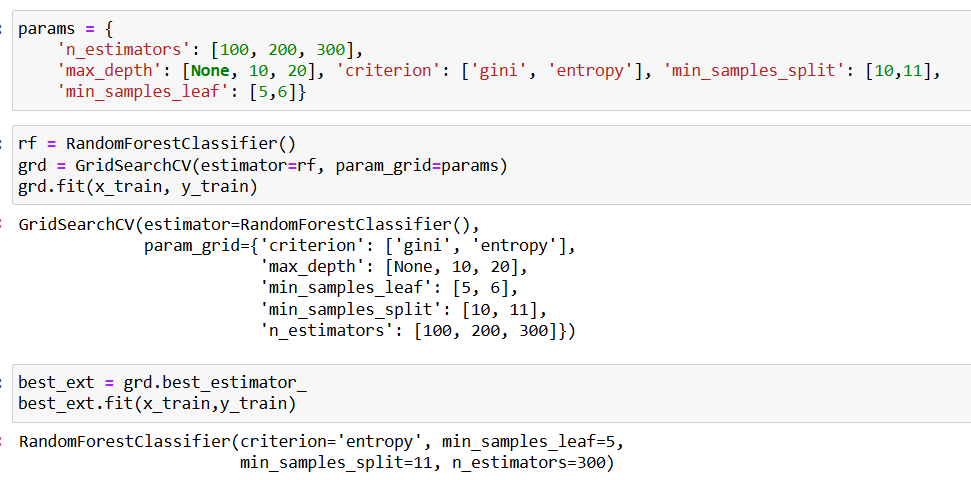 params = {
    'n_estimators': [100, 200, 300],
    'max_depth': [None, 10, 20], 'criterion': ['gini', 'entropy'], 'min_samples_split': [10,11],
    'min_samples_leaf': [5,6]}
rf = RandomForestClassifier()
grd = GridSearchCV(estimator=rf, param_grid=params)
grd.fit(x_train, y_train)
GridSearchCV(estimator=RandomForestClassifier(),
             param_grid={'criterion': ['gini', 'entropy'],
                         'max_depth': [None, 10, 20],
                         'min_samples_leaf': [5, 6],
                         'min_samples_split': [10, 11],
                         'n_estimators': [100, 200, 300]})
best_ext = grd.best_estimator_
best_ext.fit(x_train,y_train)
RandomForestClassifier(criterion='entropy', min_samples_leaf=5,
                       min_samples_split=11, n_estimators=300)